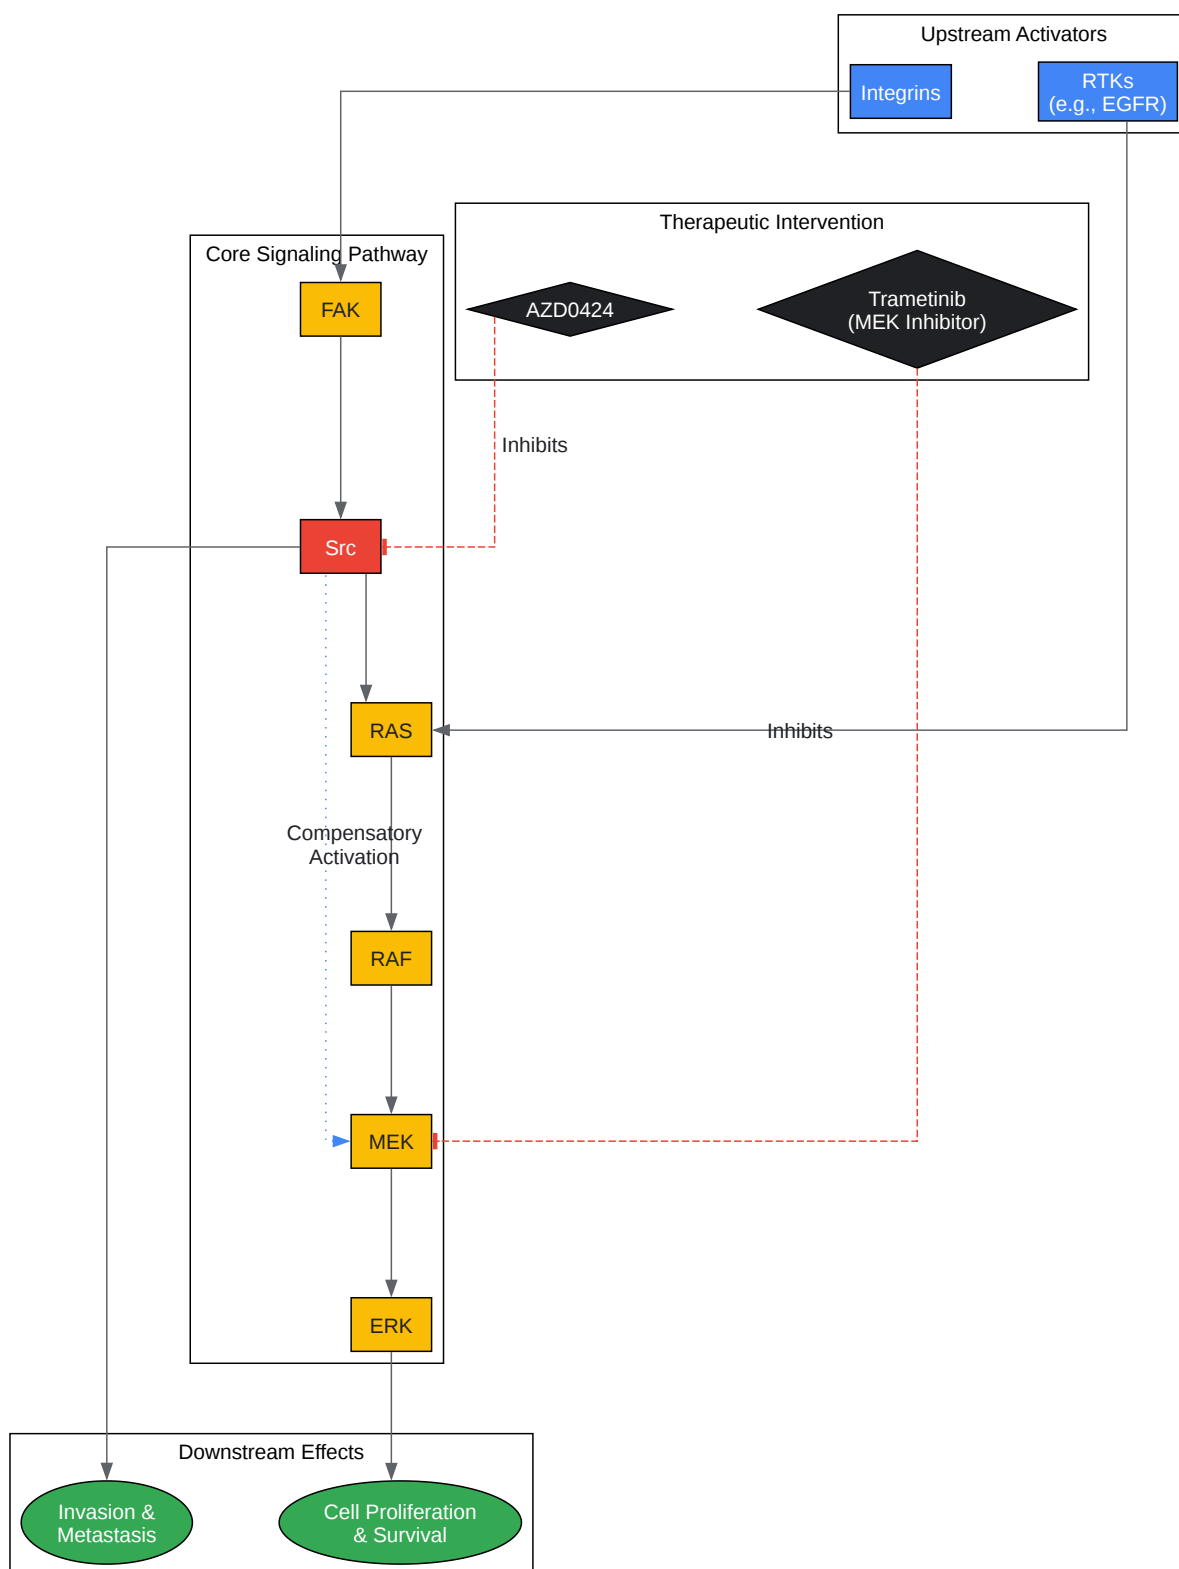 Upstream Activators
Integrins
RTKs
(e.g., EGFR)
Therapeutic Intervention
AZD0424
Trametinib
(MEK Inhibitor)
Core Signaling Pathway
FAK
Inhibits
Src
RAS
Inhibits
Compensatory
Activation
RAF
MEK
ERK
Downstream Effects
Invasion &
Metastasis
Cell Proliferation
& Survival